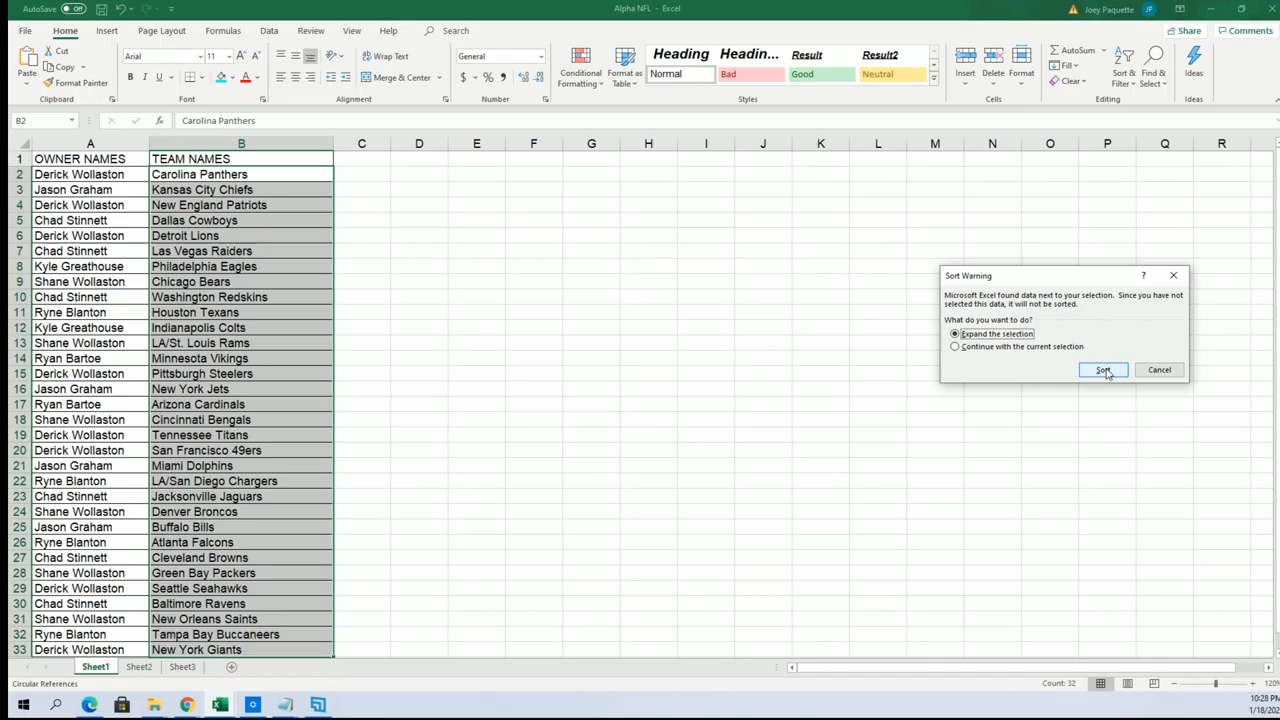 AutoSave Off Alpha NFL - Excel Joey Paquette JP
File Home Insert Page Layout Formulas Data Review View Help Search Share Comments
Paste Cut Copy Format Painter Clipboard
Arial 11 B I U Font
Wrap Text Merge & Center Alignment
General $ % Number
Conditional Formatting Format as Table Heading Headin... Result Result2 Normal Bad Good Neutral Styles
Insert Delete Format Cells
AutoSum Fill Clear Sort & Filter Find & Select Editing
Ideas Ideas
B2 fx Carolina Panthers
A B C D E F G H I J K L M N O P Q R
1 OWNER NAMES TEAM NAMES
2 Derick Wollaston Carolina Panthers
3 Jason Graham Kansas City Chiefs
4 Derick Wollaston New England Patriots
5 Chad Stinnett Dallas Cowboys
6 Derick Wollaston Detroit Lions
7 Chad Stinnett Las Vegas Raiders
8 Kyle Greathouse Philadelphia Eagles
9 Shane Wollaston Chicago Bears
10 Chad Stinnett Washington Redskins
11 Ryne Blanton Houston Texans
12 Kyle Greathouse Indianapolis Colts
13 Shane Wollaston LA/St. Louis Rams
14 Ryan Bartoe Minnesota Vikings
15 Derick Wollaston Pittsburgh Steelers
16 Jason Graham New York Jets
17 Ryan Bartoe Arizona Cardinals
18 Shane Wollaston Cincinnati Bengals
19 Derick Wollaston Tennessee Titans
20 Derick Wollaston San Francisco 49ers
21 Jason Graham Miami Dolphins
22 Ryne Blanton LA/San Diego Chargers
23 Chad Stinnett Jacksonville Jaguars
24 Shane Wollaston Denver Broncos
25 Jason Graham Buffalo Bills
26 Ryne Blanton Atlanta Falcons
27 Chad Stinnett Cleveland Browns
28 Shane Wollaston Green Bay Packers
29 Derick Wollaston Seattle Seahawks
30 Chad Stinnett Baltimore Ravens
31 Shane Wollaston New Orleans Saints
32 Ryne Blanton Tampa Bay Buccaneers
33 Derick Wollaston New York Giants
Sort Warning ?
Microsoft Excel found data next to your selection. Since you have not
selected this data, it will not be sorted.
What do you want to do?
Expand the selection
Continue with the current selection
Sort Cancel
Sheet1 Sheet2 Sheet3
Circular References Count: 32 120%
10:28 PM
1/18/202